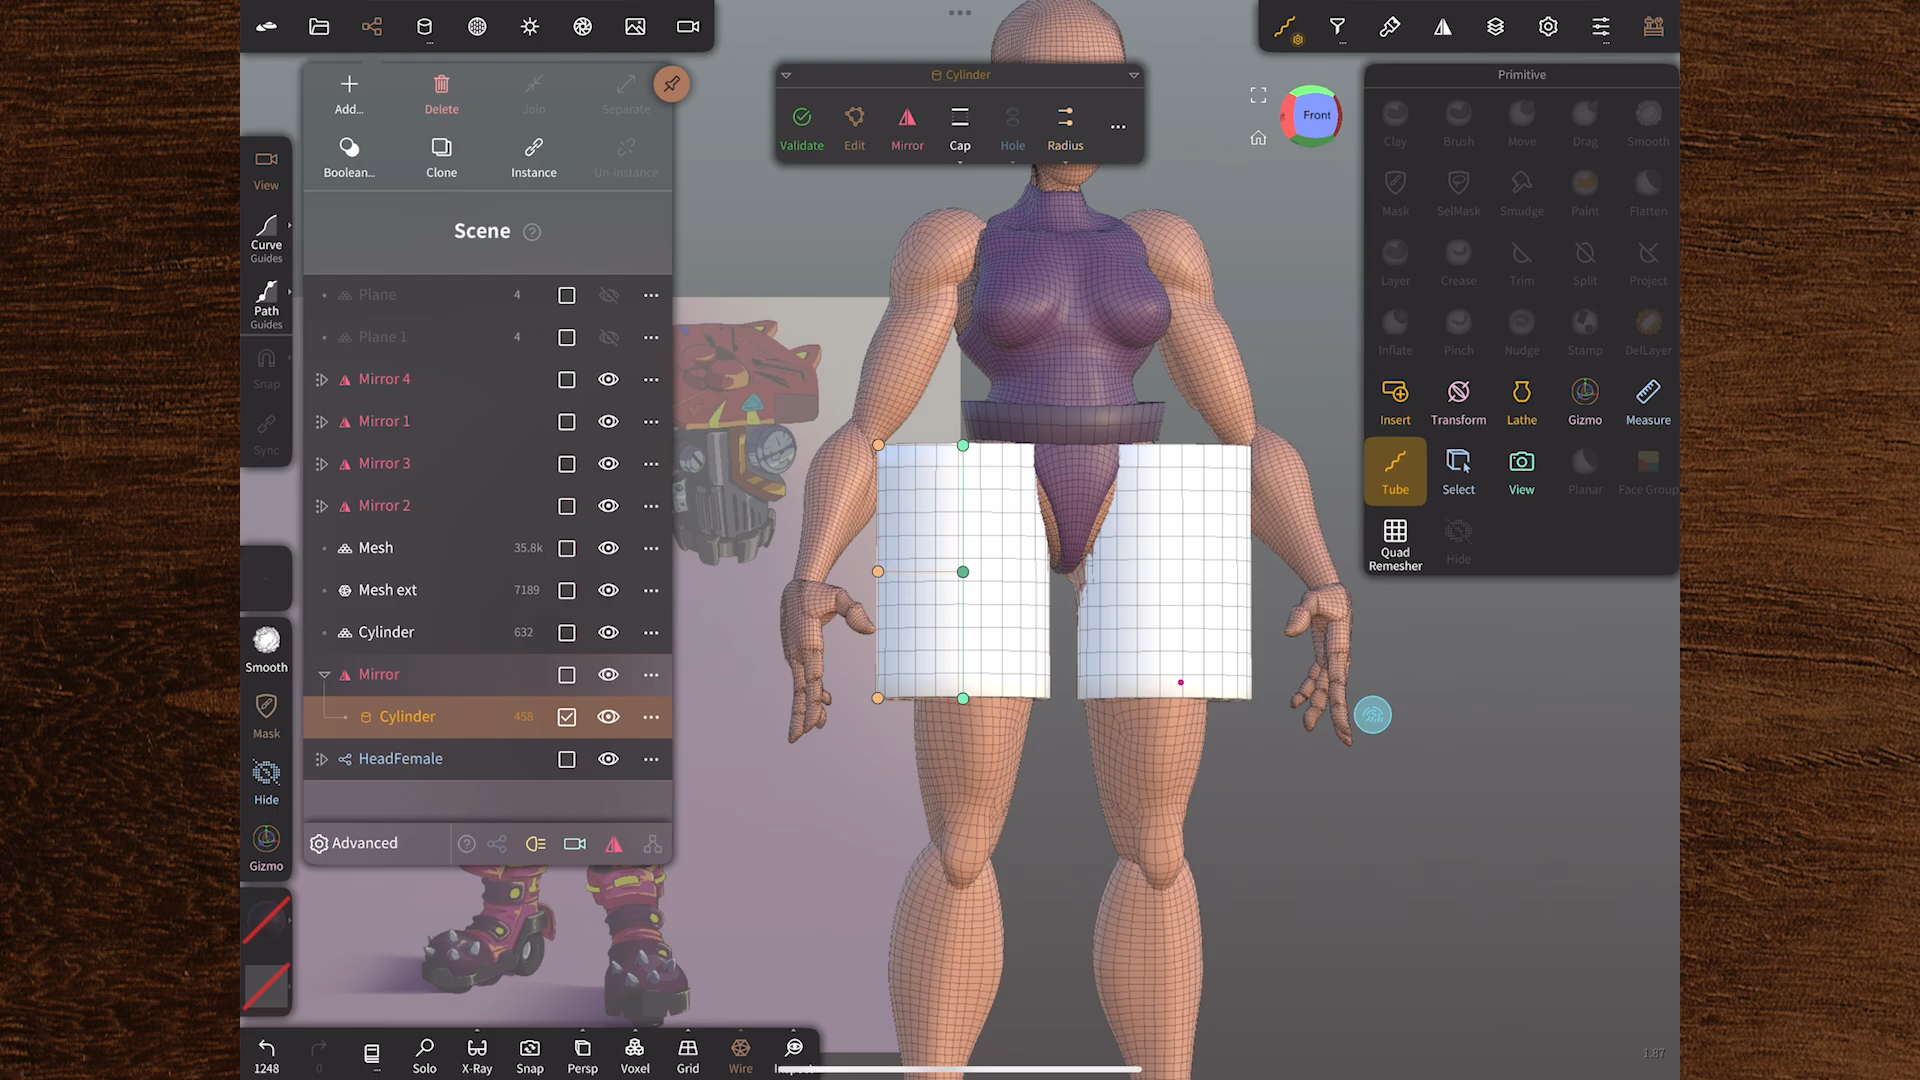 Add...
Delete
Join
Separate
Boolean...
Clone
Instance
Un-instance
Scene
Plane 4
Plane 1 4
Mirror 4
Mirror 1
Mirror 3
Mirror 2
Mesh 35.8k
Mesh ext 7189
Cylinder 632
Mirror
Cylinder 458
HeadFemale
Advanced
View
Curve
Guides
Path
Guides
Snap
Sync
Smooth
Mask
Hide
Gizmo
1248
0
Solo
X-Ray
Snap
Persp
Voxel
Grid
Wire
Cylinder
Validate
Edit
Mirror
Cap
Hole
Radius
Front
Primitive
Clay Brush Move Drag Smooth
Mask SelMask Smudge Paint Flatten
Layer Crease Trim Split Project
Inflate Pinch Nudge Stamp DelLayer
Insert Transform Lathe Gizmo Measure
Tube Select View Planar Face Group
Quad
Remesher
Hide
1.87